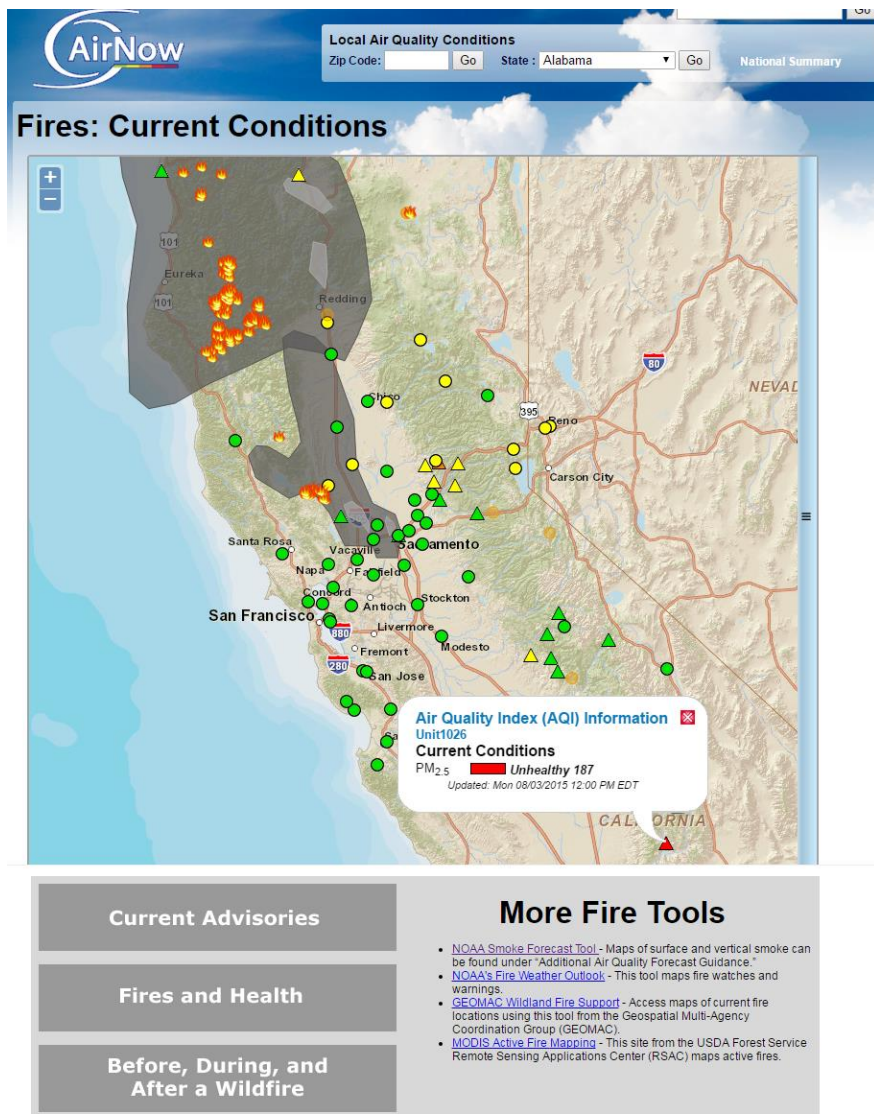 Go
AirNow
Local Air Quality Conditions
Zip Code: Go State : Alabama Go National Summary
Fires: Current Conditions
+
−
101
Eureka
101
Redding
80
NEVAD
Chico
395
Reno
Carson City
Santa Rosa
Vacaville
Sacramento
Napa
Fairfield
Concord
Antioch
Stockton
San Francisco
880
Livermore
Modesto
Fremont
280
San Jose
Air Quality Index (AQI) Information
Unit1026
Sa
Current Conditions
PM2.5 Unhealthy 187
Updated: Mon 08/03/2015 12:00 PM EDT
CALIFORNIA
Current Advisories
Fires and Health
Before, During, and
After a Wildfire
More Fire Tools
• NOAA Smoke Forecast Tool - Maps of surface and vertical smoke can
be found under “Additional Air Quality Forecast Guidance.”
• NOAA's Fire Weather Outlook - This tool maps fire watches and
warnings.
• GEOMAC Wildland Fire Support - Access maps of current fire
locations using this tool from the Geospatial Multi-Agency
Coordination Group (GEOMAC).
• MODIS Active Fire Mapping - This site from the USDA Forest Service
Remote Sensing Applications Center (RSAC) maps active fires.